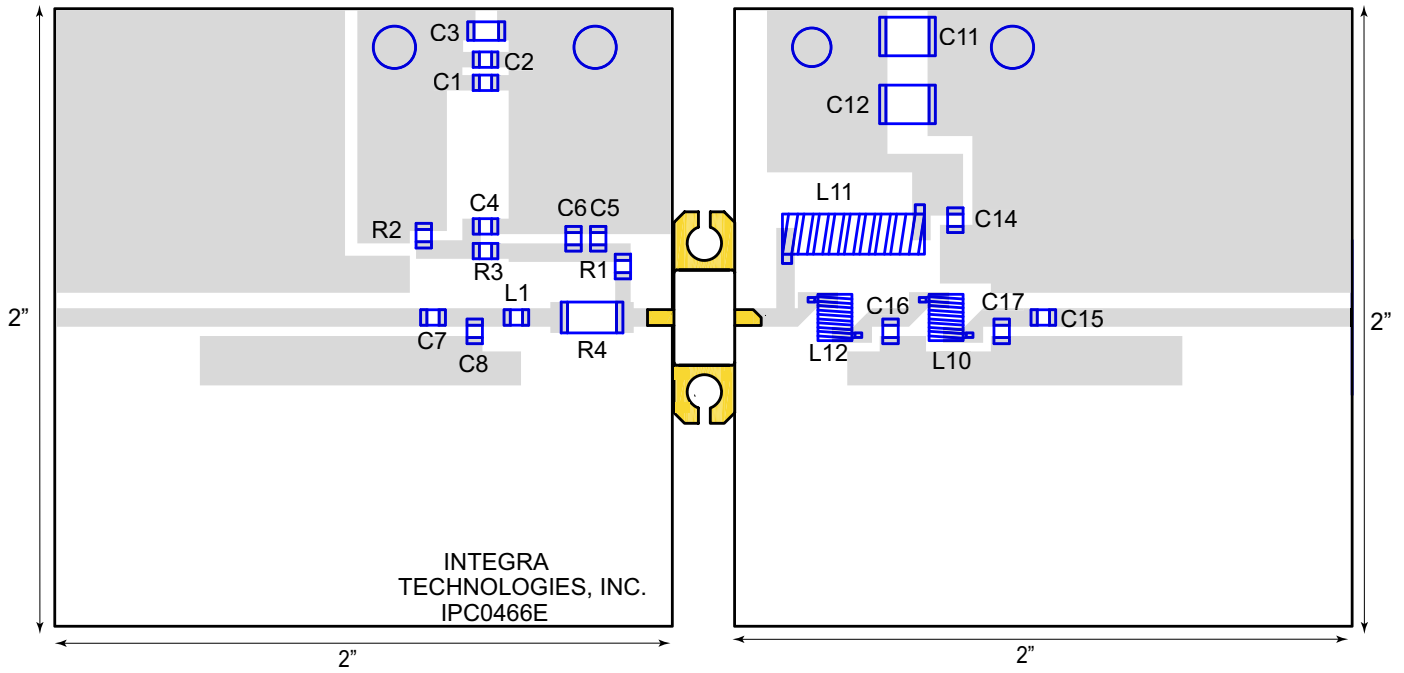 C3
C2
C1
C11
C12
R2
C4
C6
C5
R3
R1
L11
C14
L1
C7
C8
R4
C16
C17
C15
L12
L10
2”
2”
INTEGRA
TECHNOLOGIES, INC.
IPC0466E
2”
2”